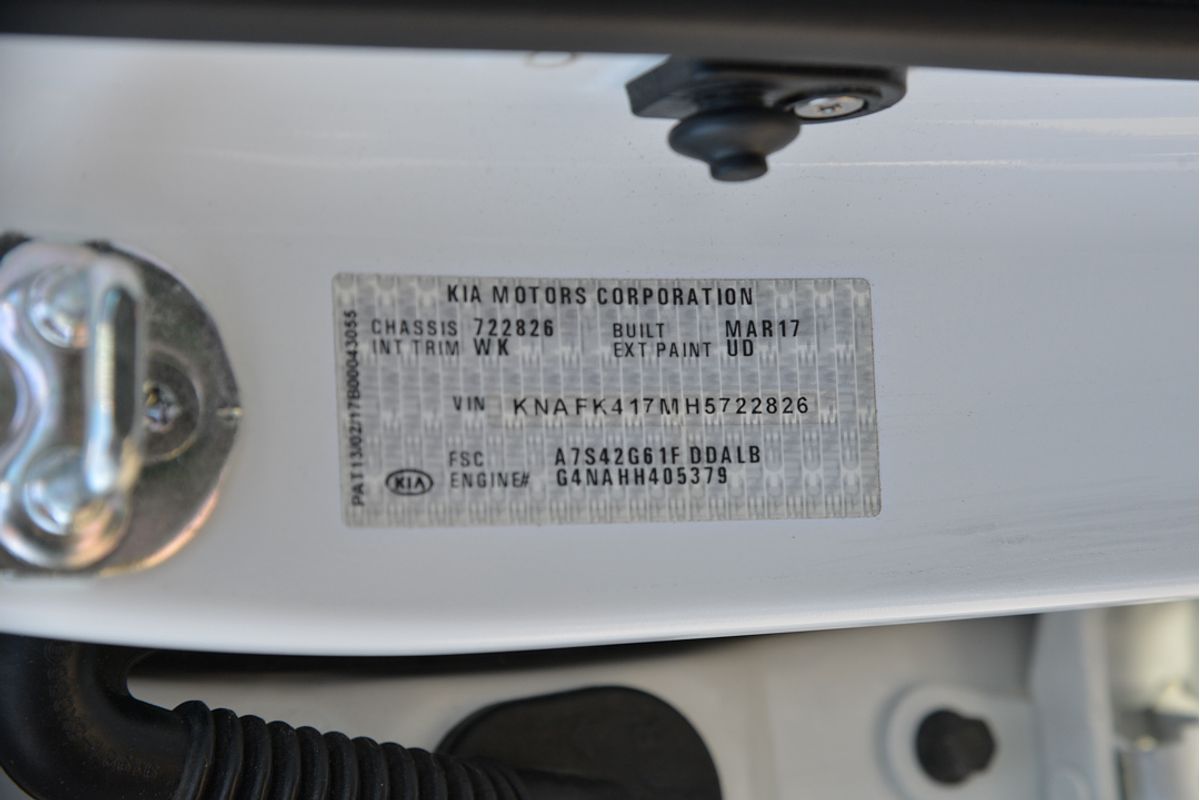 KIA MOTORS CORPORATION
CHASSIS 722826 BUILT MAR17
INT TRIM WK EXT PAINT UD
VIN KNAFK417MH5722826
FSC A7S42G61F DDALB
ENGINE# G4NAHH405379
KIA
PAT13/02/17B00043055